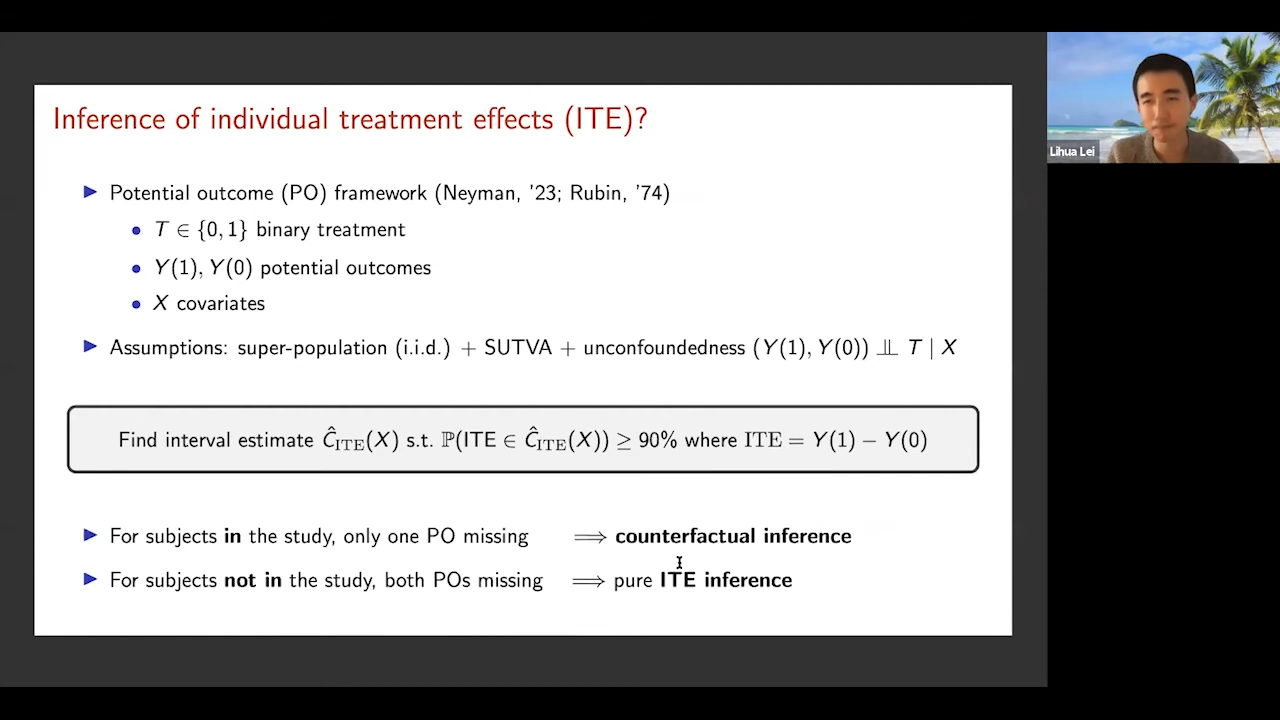 Inference of individual treatment effects (ITE)?
Lihua Lei
▶ Potential outcome (PO) framework (Neyman, ’23; Rubin, ’74)
• T ∈ {0, 1} binary treatment
• Y(1), Y(0) potential outcomes
• X covariates
▶ Assumptions: super-population (i.i.d.) + SUTVA + unconfoundedness (Y(1), Y(0)) ⫫ T | X
Find interval estimate Ĉ_ITE(X) s.t. ℙ(ITE ∈ Ĉ_ITE(X)) ≥ 90% where ITE = Y(1) − Y(0)
▶ For subjects in the study, only one PO missing ⟹ counterfactual inference
▶ For subjects not in the study, both POs missing ⟹ pure ITE inference